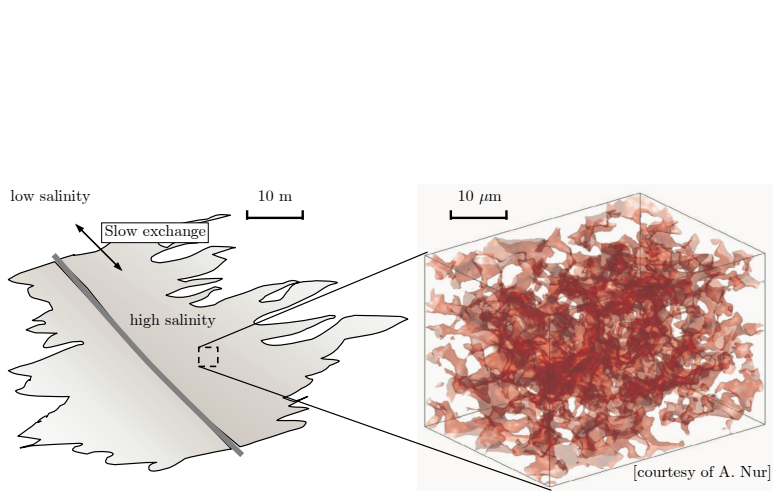 low salinity
10 m
10 μm
Slow exchange
high salinity
[courtesy of A. Nur]